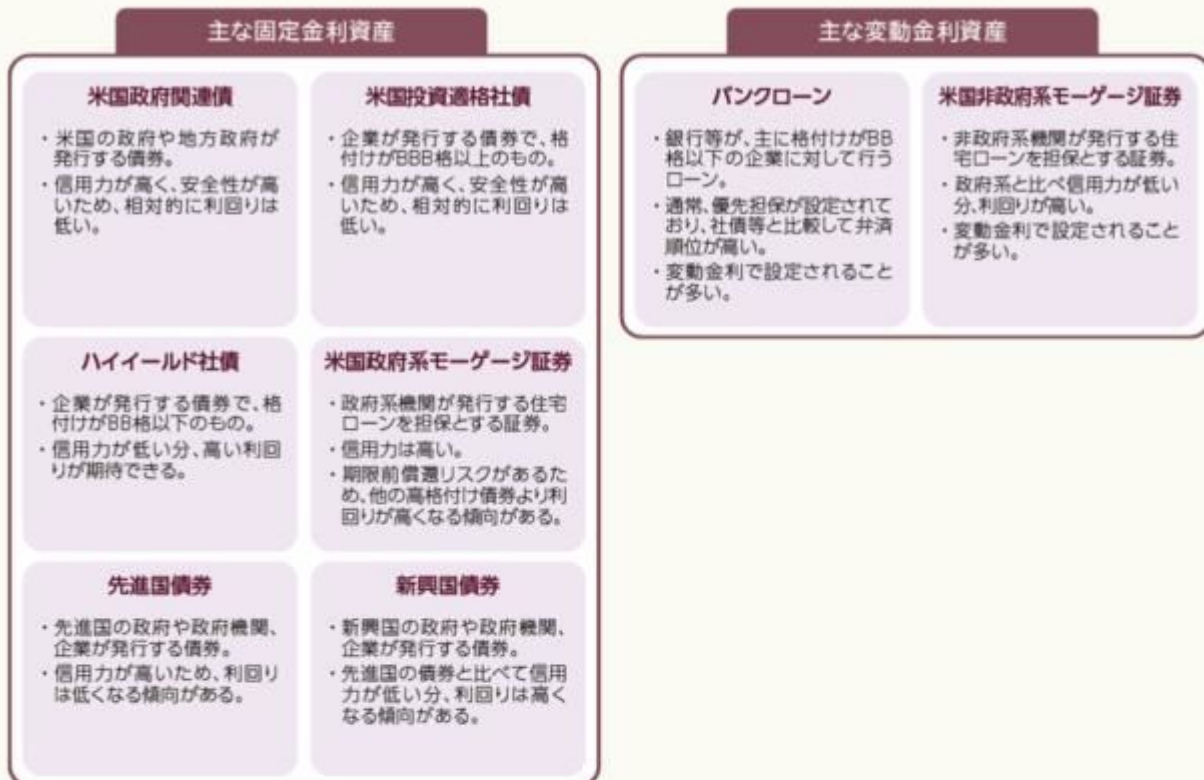 主な固定金利資産
米国政府関連債
・米国の政府や地方政府が
発行する債券。
・信用力が高く、安全性が高
いため、相対的に利回りは
低い。
米国投資適格社債
・企業が発行する債券で、格
付けがBBB格以上のもの。
・信用力が高く、安全性が高
いため、相対的に利回りは
低い。
ハイイールド社債
・企業が発行する債券で、格
付けがBB格以下のもの。
・信用力が低い分、高い利回
りが期待できる。
米国政府系モーゲージ証券
・政府系機関が発行する住宅
ローンを担保とする証券。
・信用力は高い。
・期限前償還リスクがあるた
め、他の高格付け債券より利
回りが高くなる傾向がある。
先進国債券
・先進国の政府や政府機関、
企業が発行する債券。
・信用力が高いため、利回り
は低くなる傾向がある。
新興国債券
・新興国の政府や政府機関、
企業が発行する債券。
・先進国の債券と比べて信用
力が低い分、利回りは高く
なる傾向がある。
主な変動金利資産
バンクローン
・銀行等が、主に格付けがBB
格以下の企業に対して行う
ローン。
・通常、優先担保が設定されて
おり、社債等と比較して弁済
順位が高い。
・変動金利で設定されること
が多い。
米国非政府系モーゲージ証券
・非政府系機関が発行する住
宅ローンを担保とする証券。
・政府系と比べ信用力が低い
分、利回りが高い。
・変動金利で設定されること
が多い。